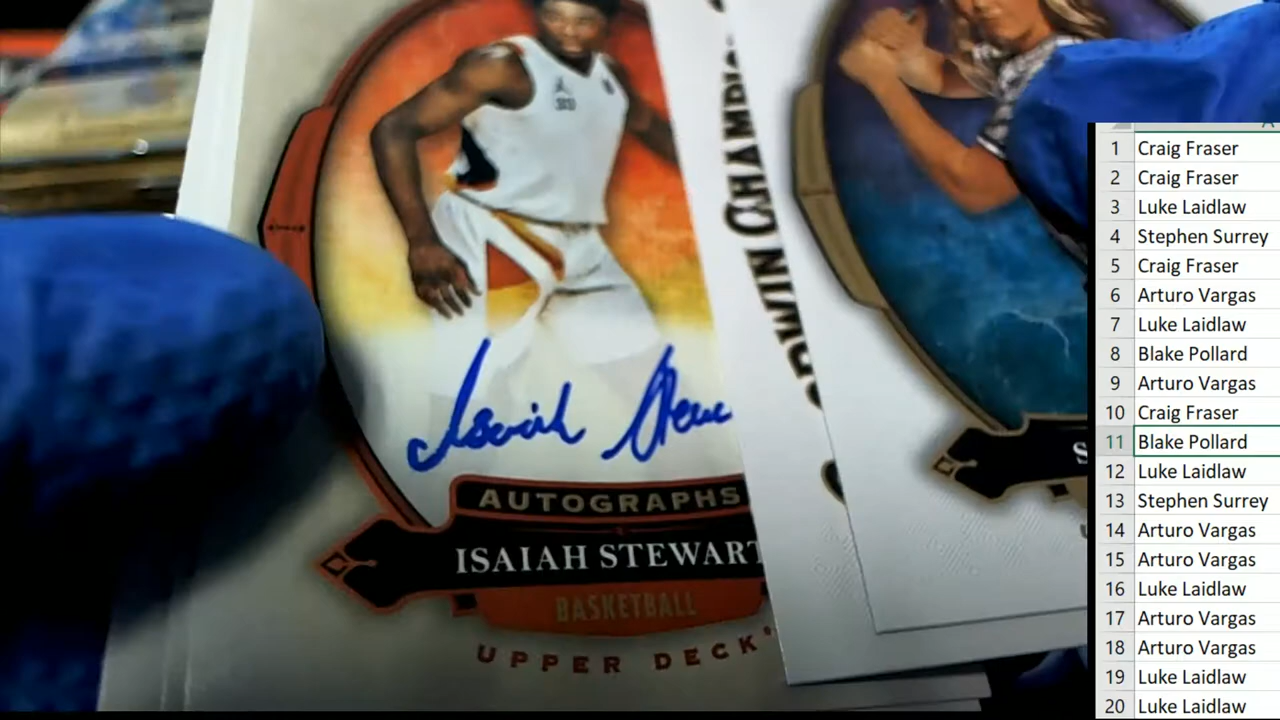 AUTOGRAPHS
ISAIAH STEWART
BASKETBALL
UPPER DECK
1 Craig Fraser
2 Craig Fraser
3 Luke Laidlaw
4 Stephen Surrey
5 Craig Fraser
6 Arturo Vargas
7 Luke Laidlaw
8 Blake Pollard
9 Arturo Vargas
10 Craig Fraser
11 Blake Pollard
12 Luke Laidlaw
13 Stephen Surrey
14 Arturo Vargas
15 Arturo Vargas
16 Luke Laidlaw
17 Arturo Vargas
18 Arturo Vargas
19 Luke Laidlaw
20 Luke Laidlaw